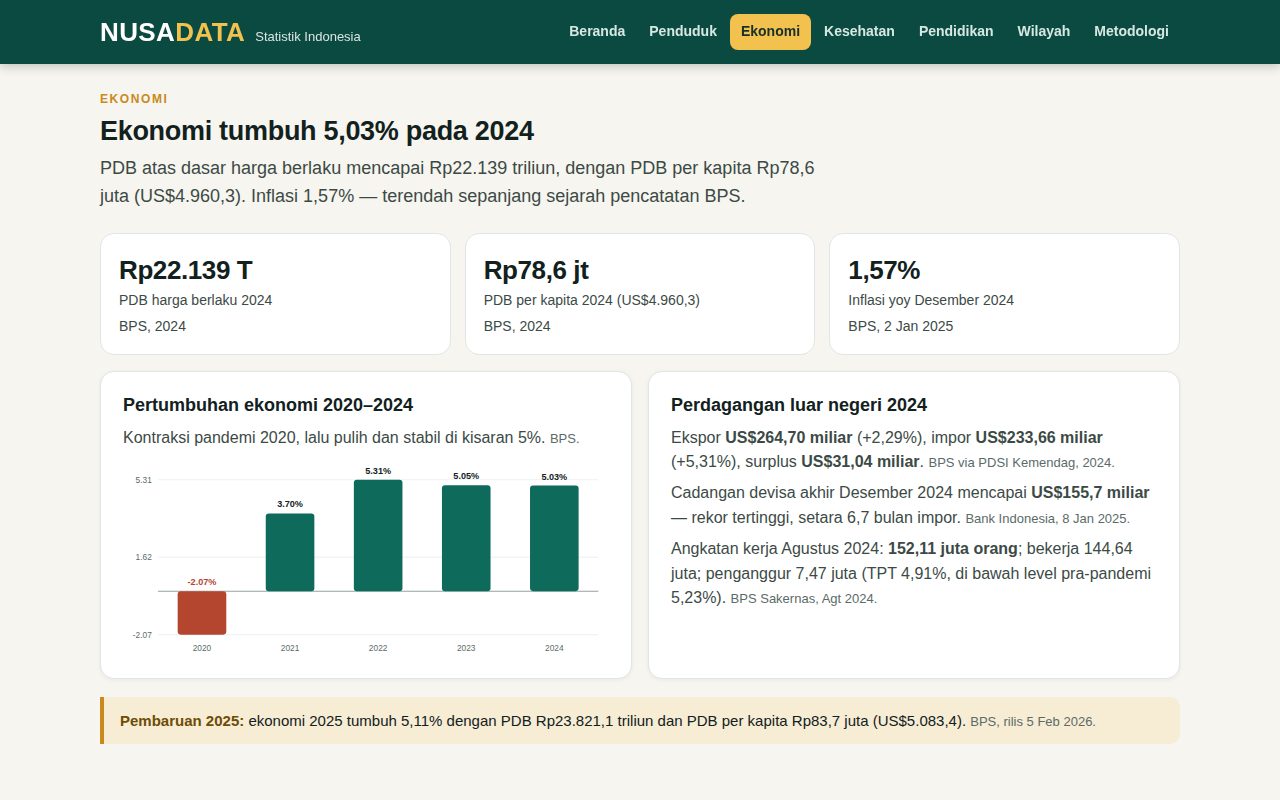 NUSADATA Statistik Indonesia
Beranda Penduduk Ekonomi Kesehatan Pendidikan Wilayah Metodologi
EKONOMI
Ekonomi tumbuh 5,03% pada 2024
PDB atas dasar harga berlaku mencapai Rp22.139 triliun, dengan PDB per kapita Rp78,6
juta (US$4.960,3). Inflasi 1,57% — terendah sepanjang sejarah pencatatan BPS.
Rp22.139 T
PDB harga berlaku 2024
BPS, 2024
Rp78,6 jt
PDB per kapita 2024 (US$4.960,3)
BPS, 2024
1,57%
Inflasi yoy Desember 2024
BPS, 2 Jan 2025
Pertumbuhan ekonomi 2020–2024
Kontraksi pandemi 2020, lalu pulih dan stabil di kisaran 5%. BPS.
5.31
1.62
-2.07
-2.07%
3.70%
5.31%
5.05%
5.03%
2020 2021 2022 2023 2024
Perdagangan luar negeri 2024
Ekspor US$264,70 miliar (+2,29%), impor US$233,66 miliar
(+5,31%), surplus US$31,04 miliar. BPS via PDSI Kemendag, 2024.
Cadangan devisa akhir Desember 2024 mencapai US$155,7 miliar
— rekor tertinggi, setara 6,7 bulan impor. Bank Indonesia, 8 Jan 2025.
Angkatan kerja Agustus 2024: 152,11 juta orang; bekerja 144,64
juta; penganggur 7,47 juta (TPT 4,91%, di bawah level pra-pandemi
5,23%). BPS Sakernas, Agt 2024.
Pembaruan 2025: ekonomi 2025 tumbuh 5,11% dengan PDB Rp23.821,1 triliun dan PDB per kapita Rp83,7 juta (US$5.083,4). BPS, rilis 5 Feb 2026.